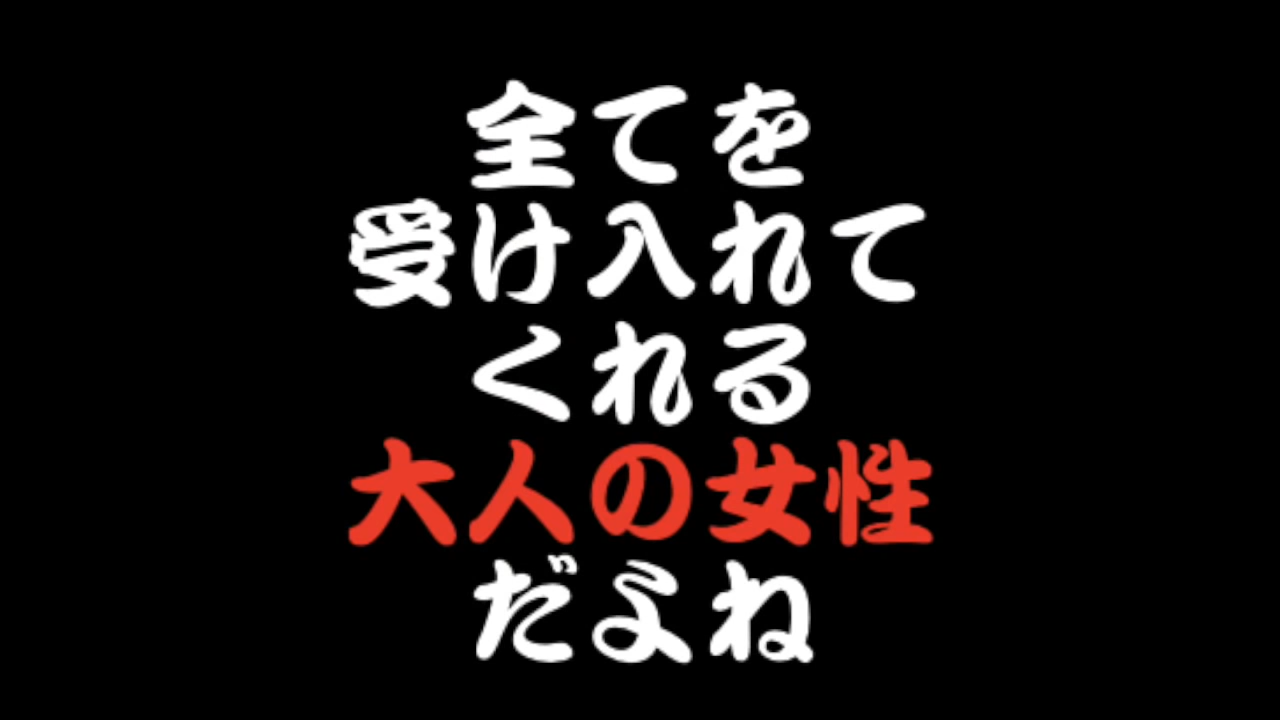 全てを
受け入れて
くれる
大人の女性
だよね